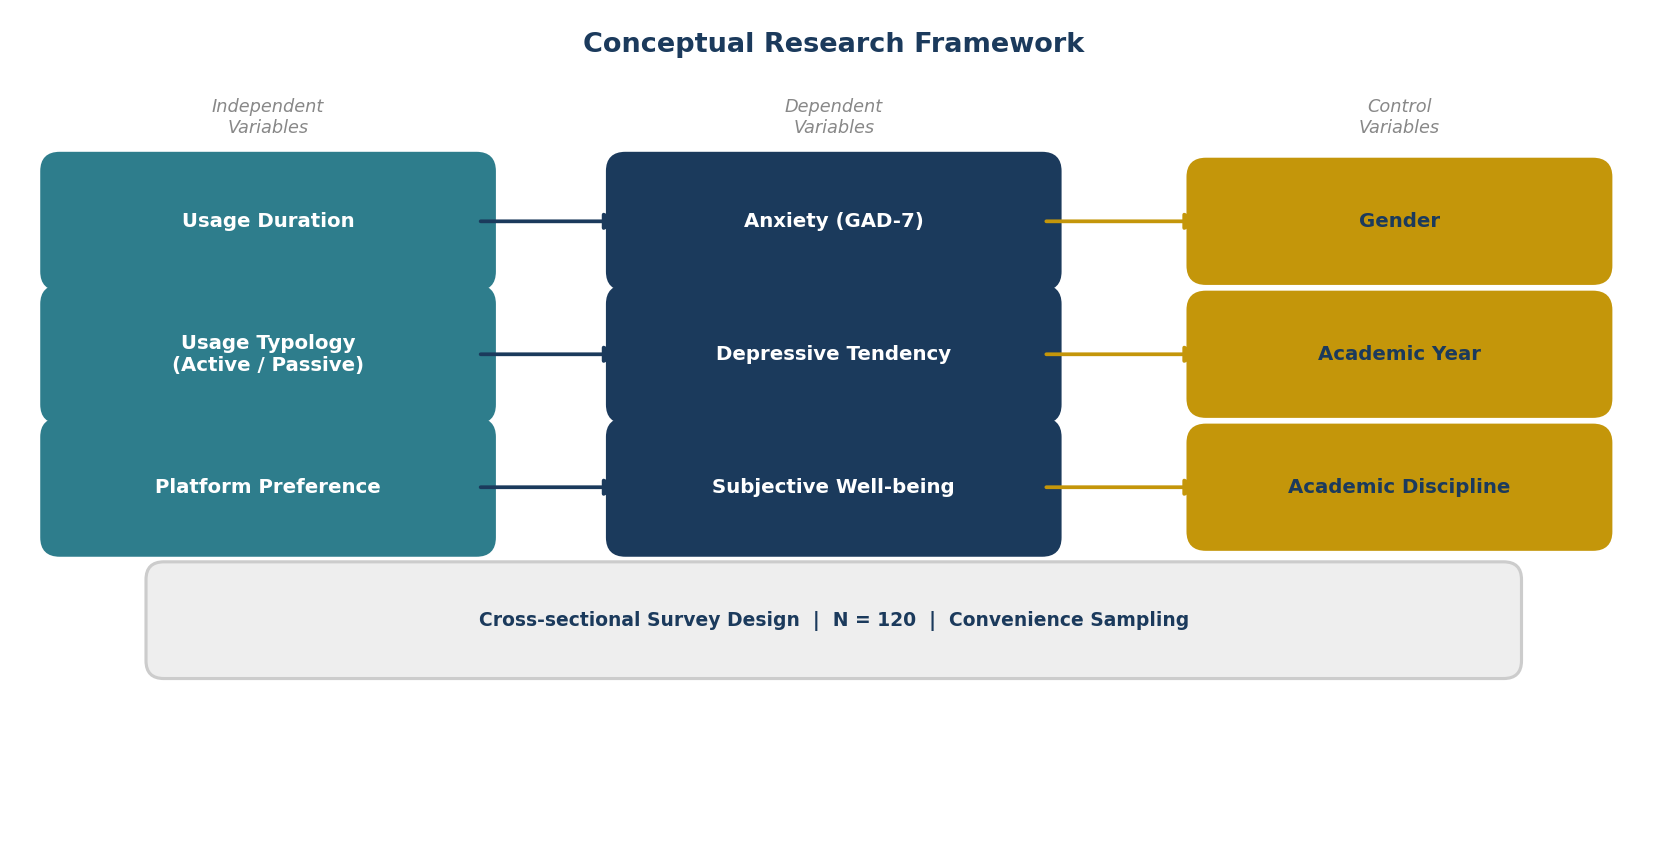 Conceptual Research Framework
Independent
Variables
Dependent
Variables
Control
Variables
Usage Duration
Anxiety (GAD-7)
Gender
Usage Typology
(Active / Passive)
Depressive Tendency
Academic Year
Platform Preference
Subjective Well-being
Academic Discipline
Cross-sectional Survey Design | N = 120 | Convenience Sampling